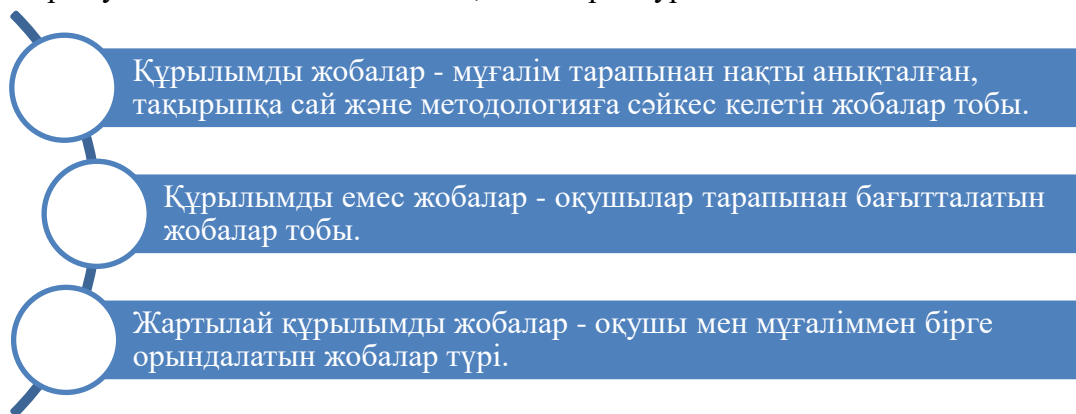 Құрылымды жобалар - мұғалім тарапынан нақты анықталған,
тақырыпқа сай және методологияға сәйкес келетін жобалар тобы.
Құрылымды емес жобалар - оқушылар тарапынан бағытталатын
жобалар тобы.
Жартылай құрылымды жобалар - оқушы мен мұғаліммен бірге
орындалатын жобалар түрі.